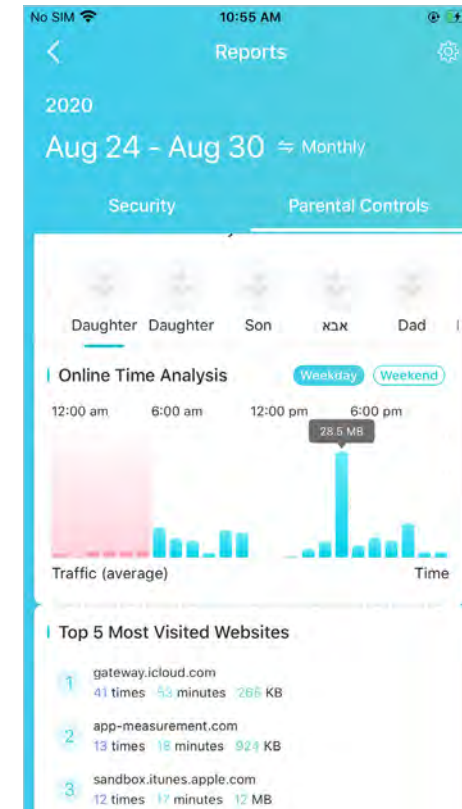 No SIM 10:55 AM
Reports
2020
Aug 24 - Aug 30 ⇋ Monthly
Security Parental Controls
Daughter Daughter Son אבא Dad
Online Time Analysis Weekday Weekend
12:00 am 6:00 am 12:00 pm 6:00 pm
28.5 MB
Traffic (average) Time
Top 5 Most Visited Websites
1 gateway.icloud.com
41 times 53 minutes 266 KB
2 app-measurement.com
13 times 18 minutes 924 KB
3 sandbox.itunes.apple.com
12 times 17 minutes 12 MB